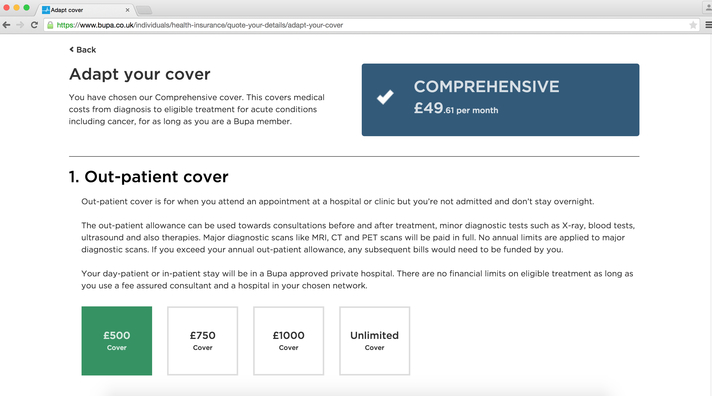 Adapt cover
https://www.bupa.co.uk/individuals/health-insurance/quote-your-details/adapt-your-cover
Back
Adapt your cover
You have chosen our Comprehensive cover. This covers medical
costs from diagnosis to eligible treatment for acute conditions
including cancer, for as long as you are a Bupa member.
COMPREHENSIVE
£49.61 per month
1. Out-patient cover
Out-patient cover is for when you attend an appointment at a hospital or clinic but you're not admitted and don't stay overnight.
The out-patient allowance can be used towards consultations before and after treatment, minor diagnostic tests such as X-ray, blood tests,
ultrasound and also therapies. Major diagnostic scans like MRI, CT and PET scans will be paid in full. No annual limits are applied to major
diagnostic scans. If you exceed your annual out-patient allowance, any subsequent bills would need to be funded by you.
Your day-patient or in-patient stay will be in a Bupa approved private hospital. There are no financial limits on eligible treatment as long as
you use a fee assured consultant and a hospital in your chosen network.
£500
Cover
£750
Cover
£1000
Cover
Unlimited
Cover